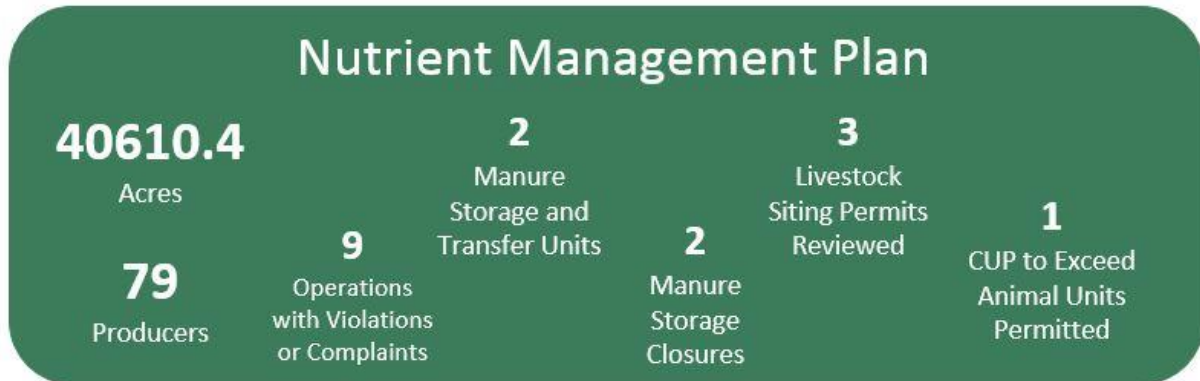 Nutrient Management Plan
40610.4
Acres
79
Producers
9
Operations
with Violations
or Complaints
2
Manure
Storage and
Transfer Units
2
Manure
Storage
Closures
3
Livestock
Siting Permits
Reviewed
1
CUP to Exceed
Animal Units
Permitted